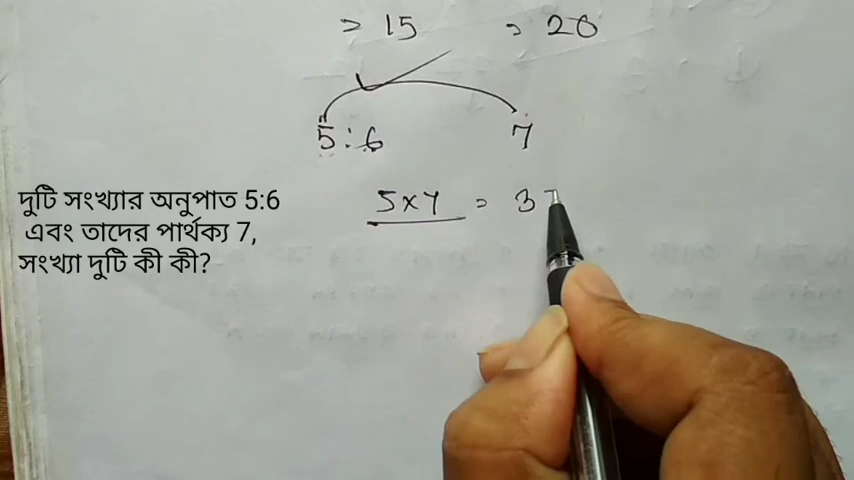 = 15 = 20
5 : 6 7
দুটি সংখ্যার অনুপাত 5:6
এবং তাদের পার্থক্য 7,
সংখ্যা দুটি কী কী?
5×7 = 3